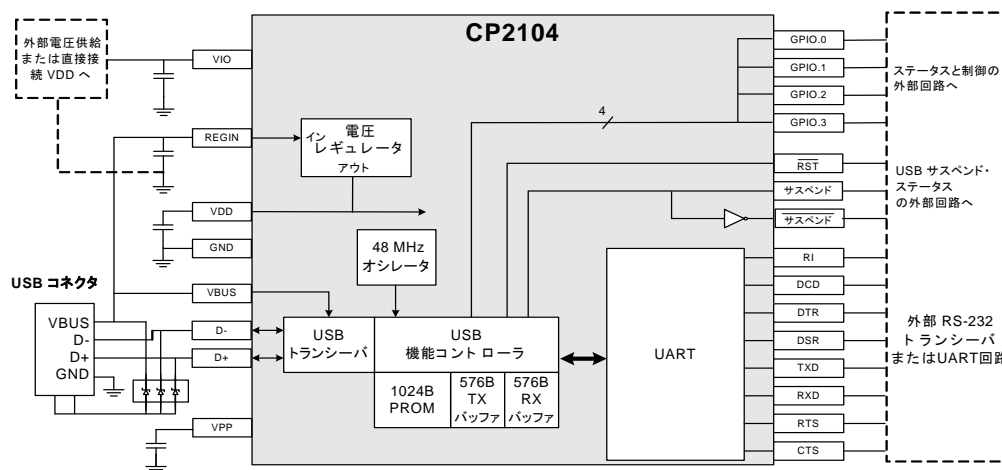 CP2104
外部電圧供給
または直接接
続 VDD へ
VIO
REGIN
VDD
GND
VBUS
D-
D+
VPP
イン
電圧
レギュレータ
アウト
48 MHz
オシレータ
USB コネクタ
VBUS
D-
D+
GND
USB
トランシーバ
USB
機能コントローラ
1024B
PROM
576B
TX
バッファ
576B
RX
バッファ
UART
4
GPIO.0
GPIO.1
GPIO.2
GPIO.3
RST
サスペンド
サスペンド
RI
DCD
DTR
DSR
TXD
RXD
RTS
CTS
ステータスと制御の
外部回路へ
USB サスペンド・
ステータス
の外部回路へ
外部 RS-232
トランシーバ
またはUART回路